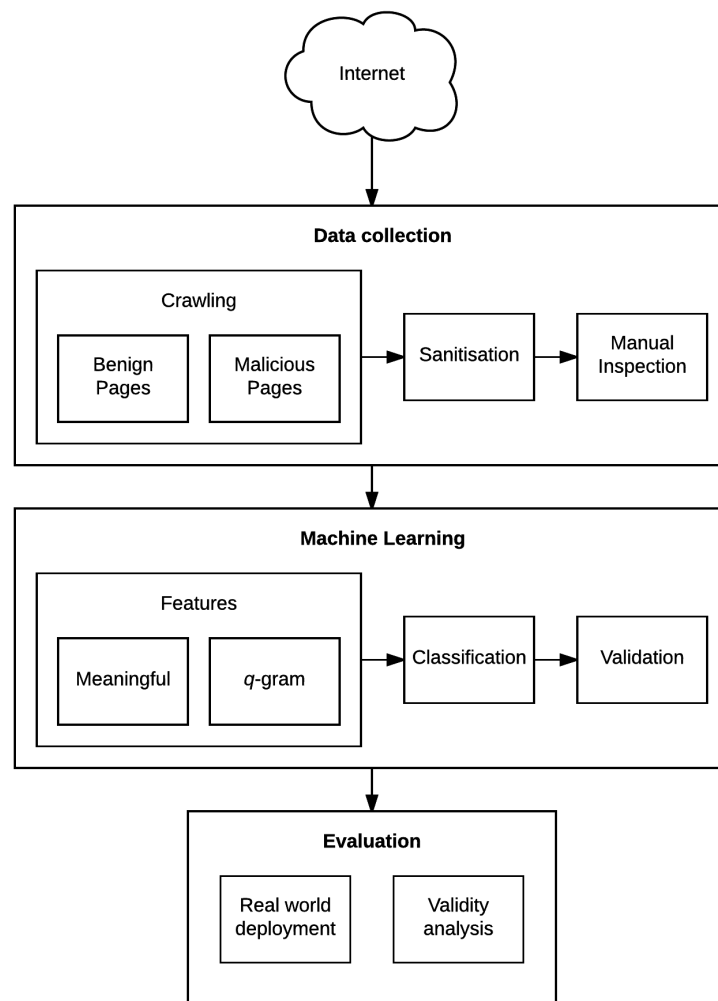 Internet
Data collection
Crawling
Benign
Pages
Malicious
Pages
Sanitisation
Manual
Inspection
Machine Learning
Features
Meaningful
q-gram
Classification
Validation
Evaluation
Real world
deployment
Validity
analysis